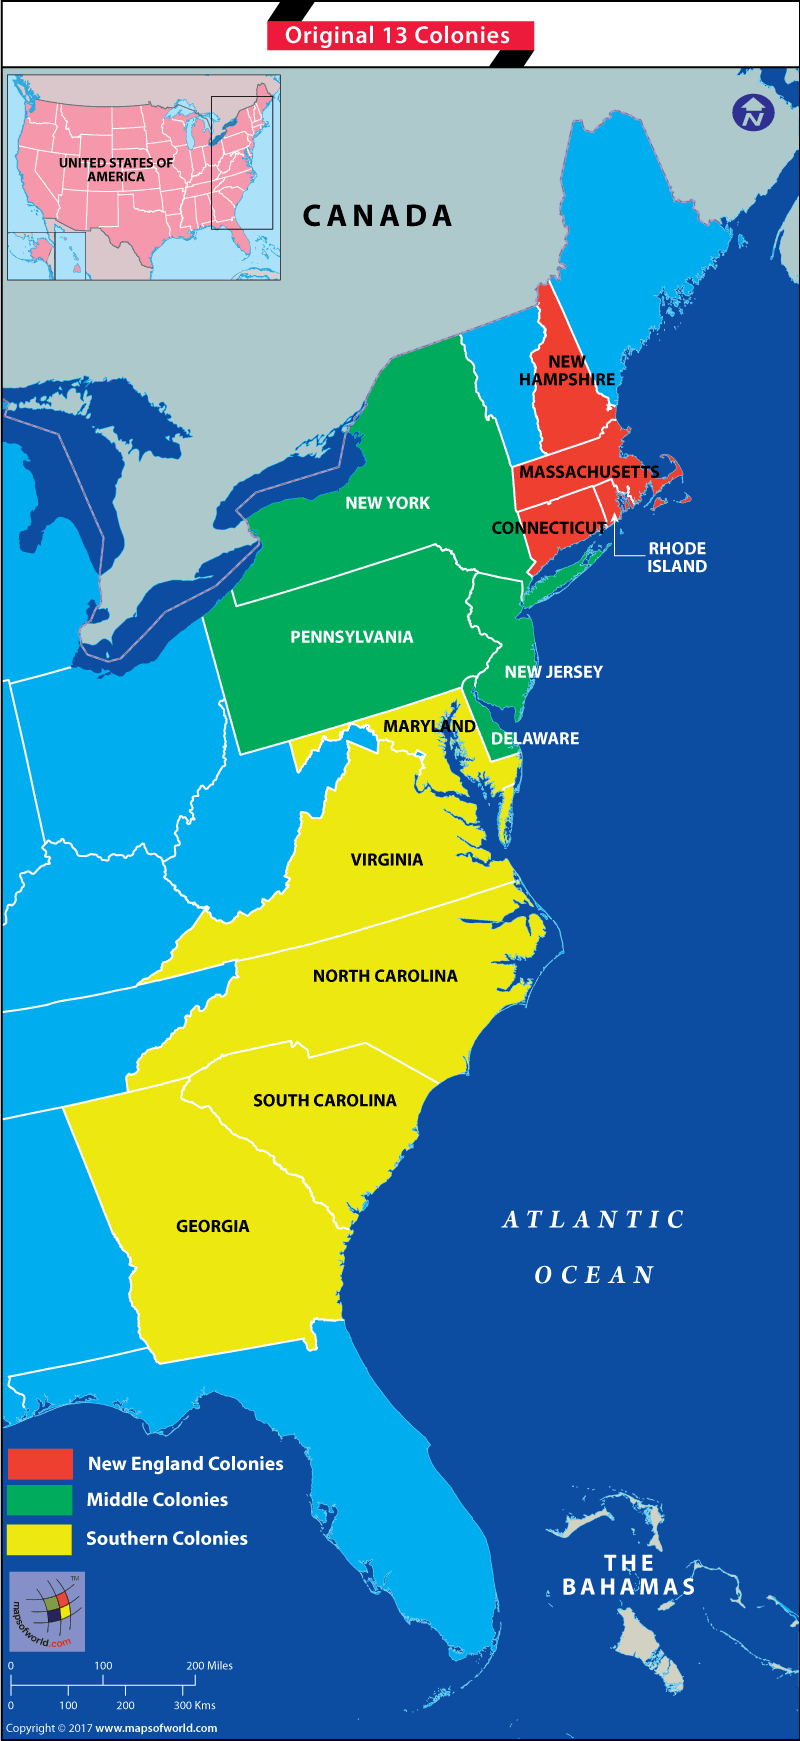 Original 13 Colonies
N
UNITED STATES OF
AMERICA
CANADA
NEW
HAMPSHIRE
MASSACHUSETTS
NEW YORK
CONNECTICUT
RHODE
ISLAND
PENNSYLVANIA
NEW JERSEY
MARYLAND
DELAWARE
VIRGINIA
NORTH CAROLINA
SOUTH CAROLINA
GEORGIA
ATLANTIC
OCEAN
New England Colonies
Middle Colonies
Southern Colonies
THE
BAHAMAS
TM
mapsofworld.com
0 100 200 Miles
0 100 200 300 Kms
Copyright © 2017 www.mapsofworld.com